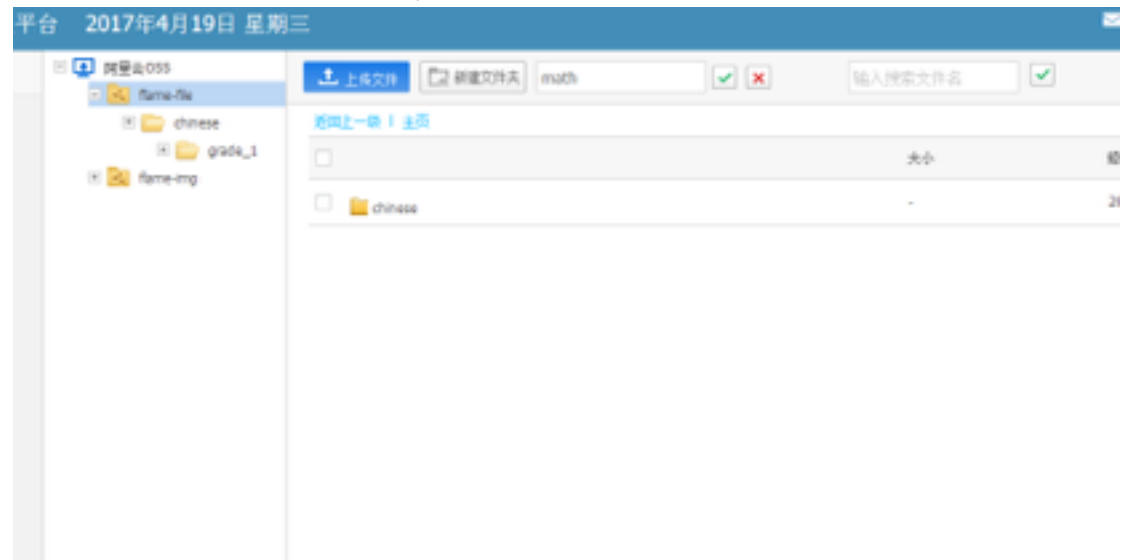 平台 2017年4月19日 星期三
阿里云OSS
flame-file
chinese
grade_1
flame-img
上传文件 新建文件夹 math 输入搜索文件名
返回上一级 | 主页
大小
chinese -